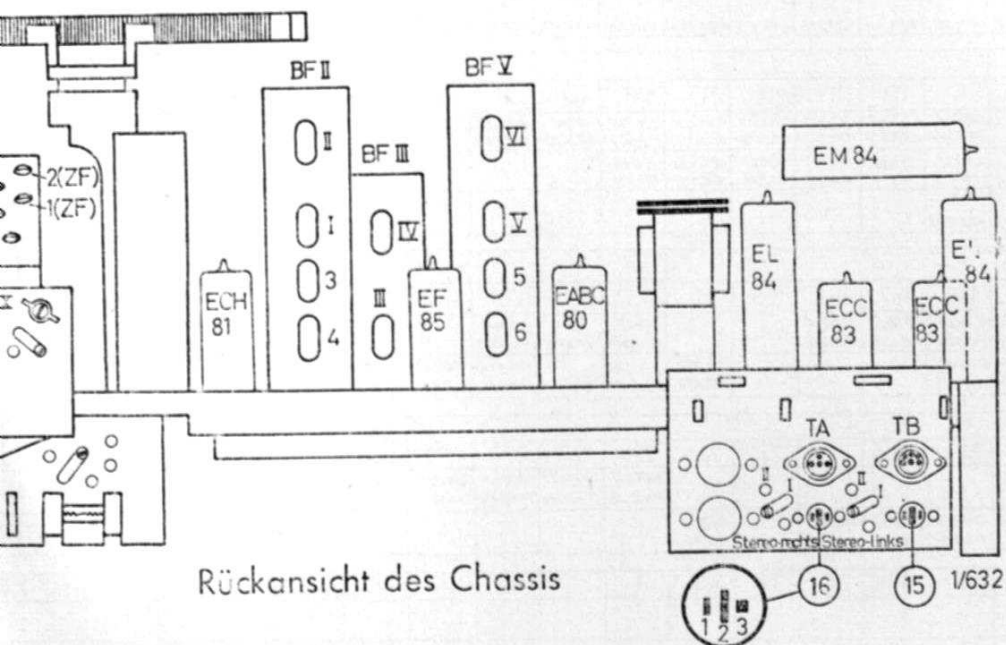 BF II
BF V
BF III
EM 84
2(ZF)
1(ZF)
II
VI
I
IV
V
3
III
5
4
6
ECH
81
EF
85
EABC
80
EL
84
ECC
83
ECC
83
84
TA
TB
II
I
II
I
Stereo-rechts Stereo-links
Rückansicht des Chassis
16
15
1/632
1
2
3